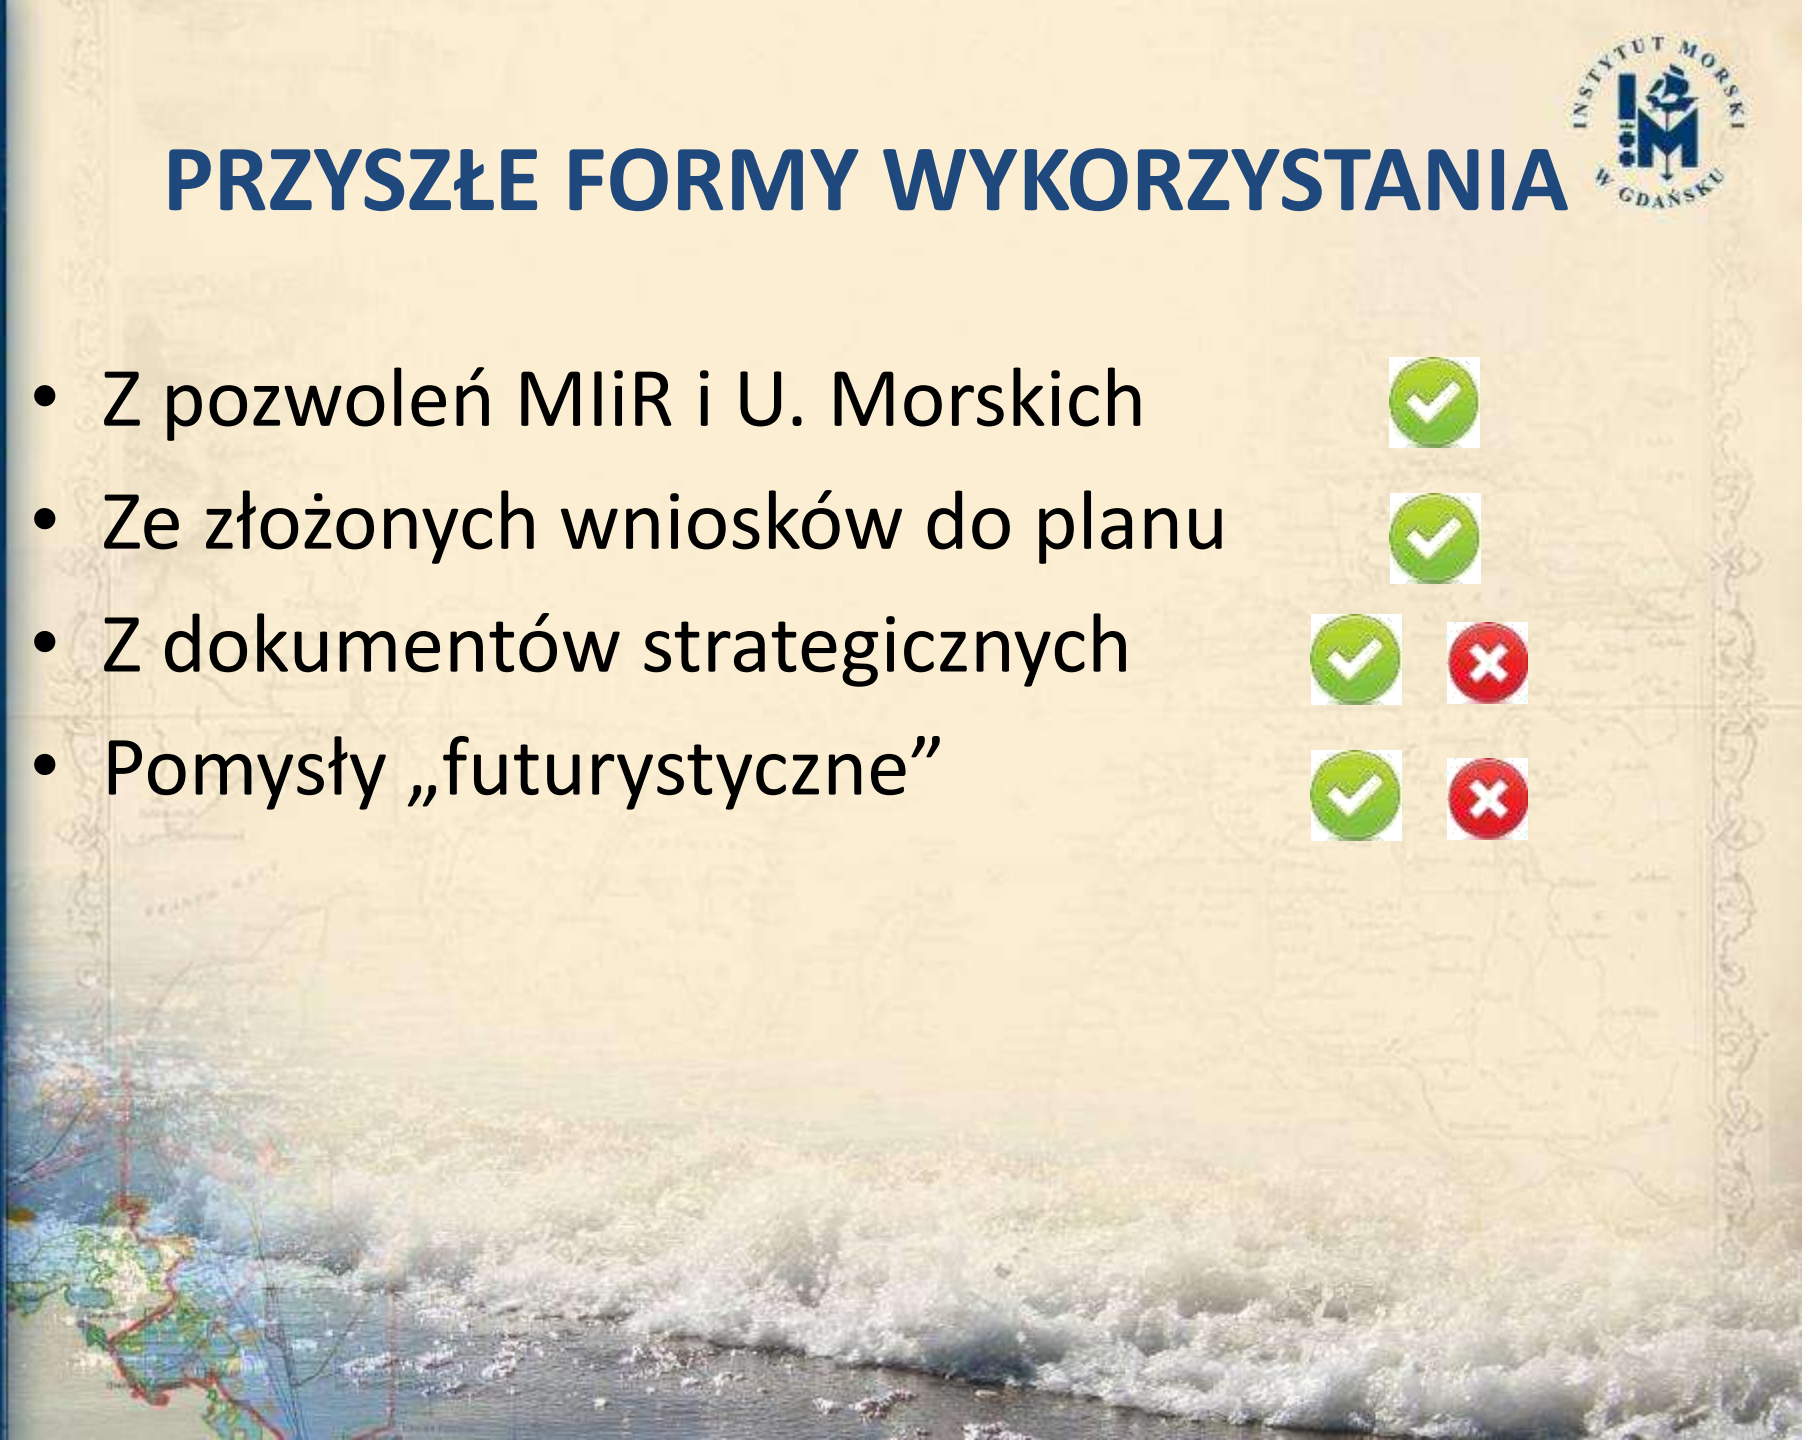 INSTYTUT MORSKI
W GDAŃSKU
PRZYSZŁE FORMY WYKORZYSTANIA
• Z pozwoleń MIiR i U. Morskich
• Ze złożonych wniosków do planu
• Z dokumentów strategicznych
• Pomysły „futurystyczne”